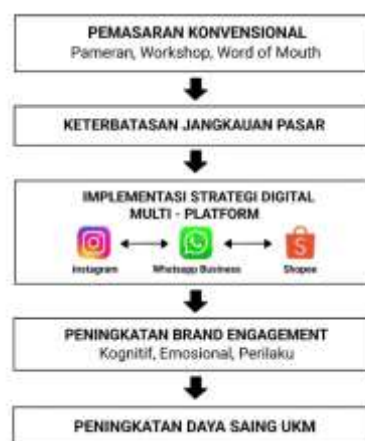 PEMASARAN KONVENSIONAL
Pameran, Workshop, Word of Mouth
KETERBATASAN JANGKAUAN PASAR
IMPLEMENTASI STRATEGI DIGITAL
MULTI - PLATFORM
Instagram
Whatsapp Business
Shopee
PENINGKATAN BRAND ENGAGEMENT
Kognitif, Emosional, Perilaku
PENINGKATAN DAYA SAING UKM